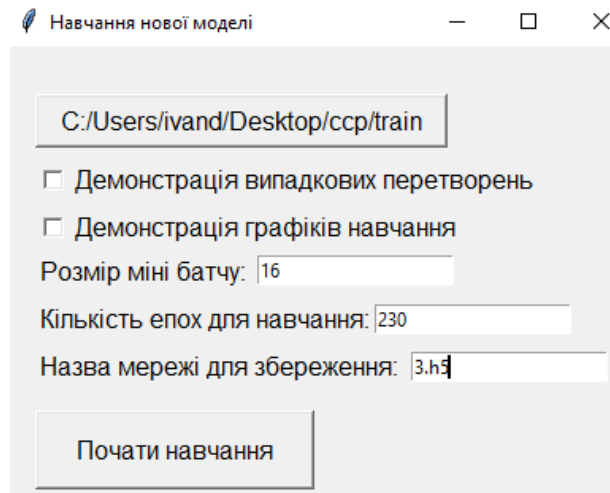 Навчання нової моделі
C:/Users/ivand/Desktop/ccp/train
Демонстрація випадкових перетворень
Демонстрація графіків навчання
Розмір міні батчу: 16
Кількість епох для навчання: 230
Назва мережі для збереження: 3.h5
Почати навчання